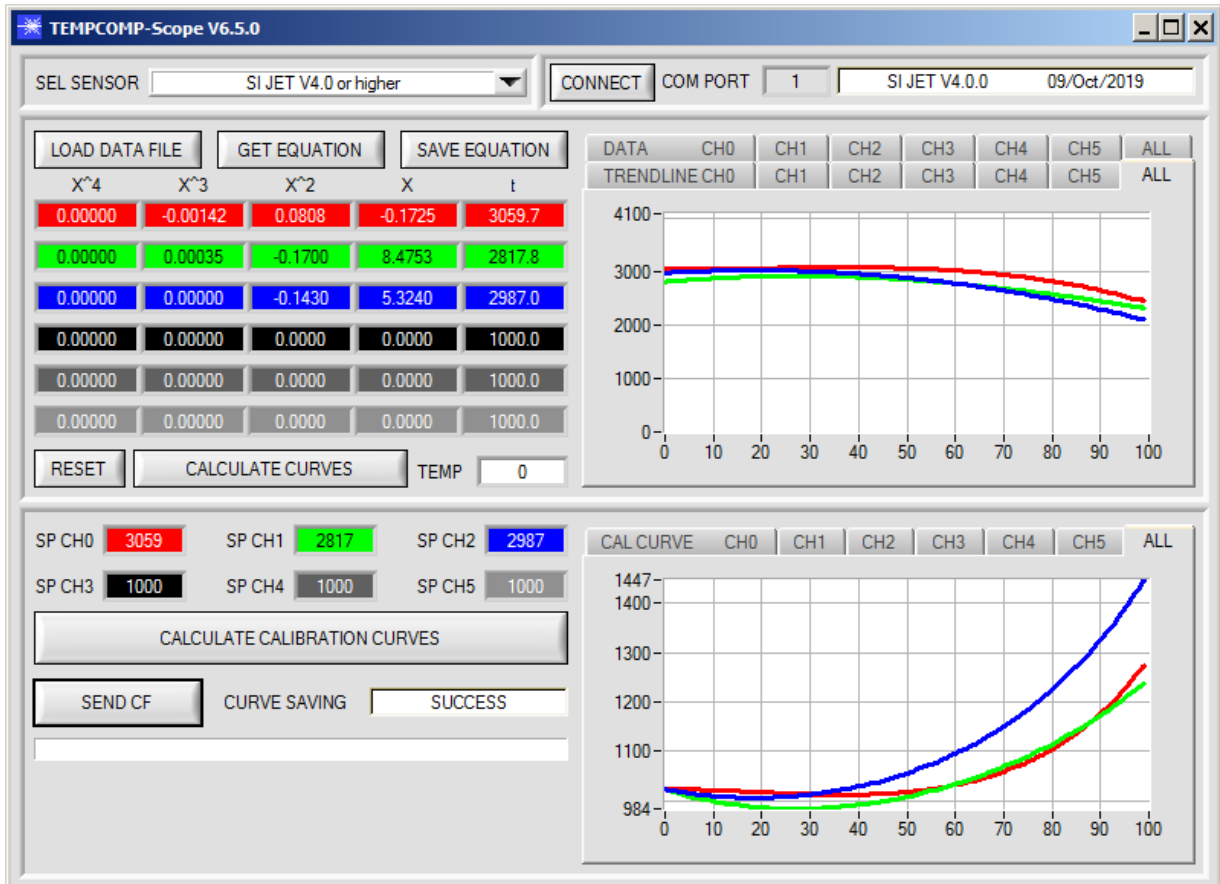 TEMPCOMP-Scope V6.5.0
SEL SENSOR SI JET V4.0 or higher CONNECT COM PORT 1 SI JET V4.0.0 09/Oct/2019
LOAD DATA FILE GET EQUATION SAVE EQUATION
X^4 X^3 X^2 X t
0.00000 -0.00142 0.0808 -0.1725 3059.7
0.00000 0.00035 -0.1700 8.4753 2817.8
0.00000 0.00000 -0.1430 5.3240 2987.0
0.00000 0.00000 0.0000 0.0000 1000.0
0.00000 0.00000 0.0000 0.0000 1000.0
0.00000 0.00000 0.0000 0.0000 1000.0
RESET CALCULATE CURVES TEMP 0
DATA CH0 CH1 CH2 CH3 CH4 CH5 ALL
TRENDLINE CH0 CH1 CH2 CH3 CH4 CH5 ALL
4100
3000
2000
1000
0
0 10 20 30 40 50 60 70 80 90 100
SP CH0 3059 SP CH1 2817 SP CH2 2987
SP CH3 1000 SP CH4 1000 SP CH5 1000
CALCULATE CALIBRATION CURVES
SEND CF CURVE SAVING SUCCESS
CAL CURVE CH0 CH1 CH2 CH3 CH4 CH5 ALL
1447
1400
1300
1200
1100
984
0 10 20 30 40 50 60 70 80 90 100